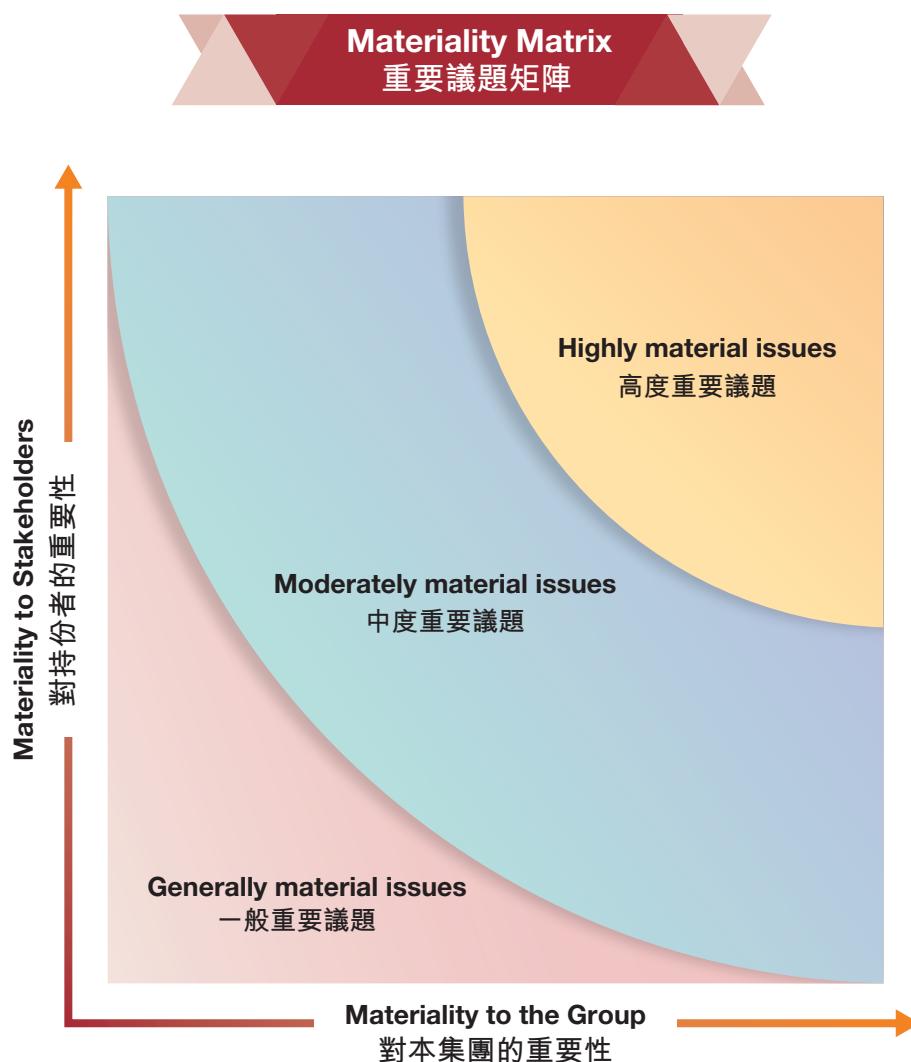 Materiality Matrix
重要議題矩陣
Materiality to Stakeholders
對持份者的重要性
Highly material issues
高度重要議題
Moderately material issues
中度重要議題
Generally material issues
一般重要議題
Materiality to the Group
對本集團的重要性